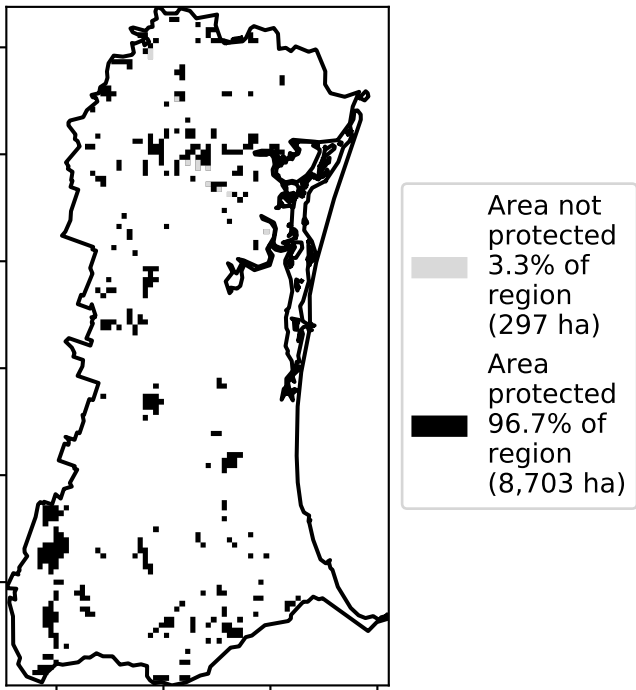 Area not
protected
3.3% of
region
(297 ha)
Area
protected
96.7% of
region
(8,703 ha)